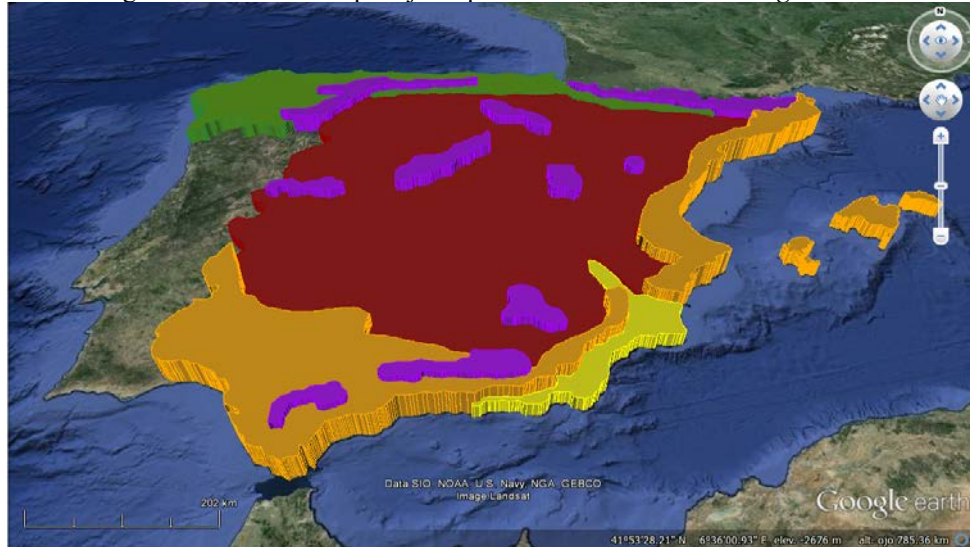 N
202 km
Data SIO, NOAA, U.S. Navy, NGA, GEBCO
Image Landsat
Google earth
41°53'28.21" N 6°36'00.93" E elev. -2676 m alt. ojo 785.36 km